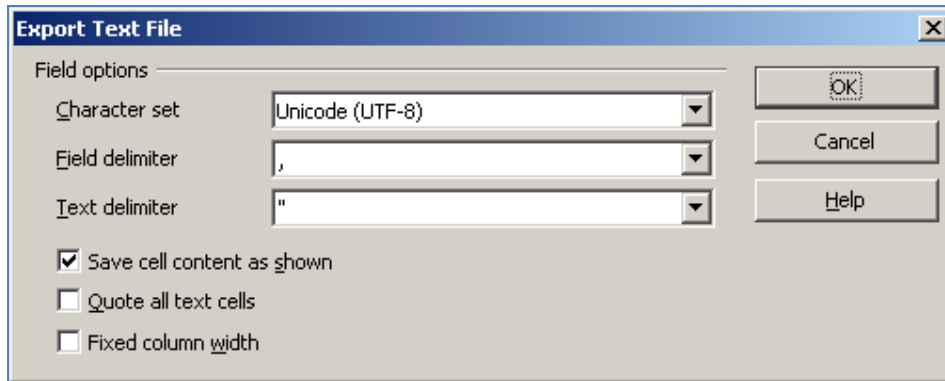 Export Text File
Field options
Character set
Unicode (UTF-8)
Field delimiter
,
Text delimiter
"
Save cell content as shown
Quote all text cells
Fixed column width
OK
Cancel
Help